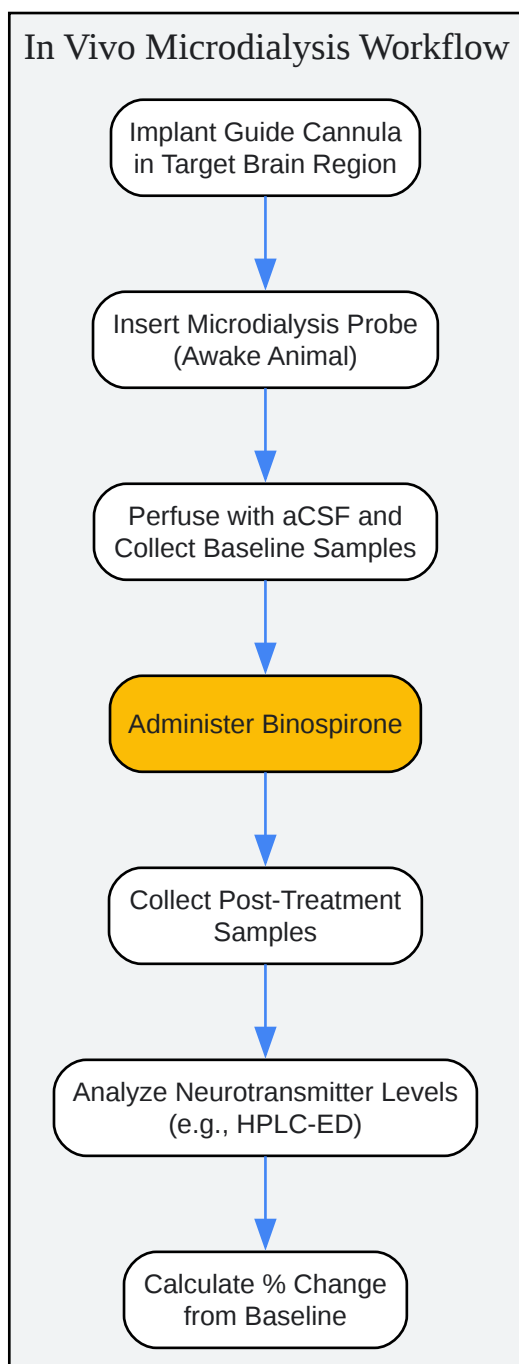 In Vivo Microdialysis Workflow
Implant Guide Cannula
in Target Brain Region
Insert Microdialysis Probe
(Awake Animal)
Perfuse with aCSF and
Collect Baseline Samples
Administer Binospirone
Collect Post-Treatment
Samples
Analyze Neurotransmitter Levels
(e.g., HPLC-ED)
Calculate % Change
from Baseline